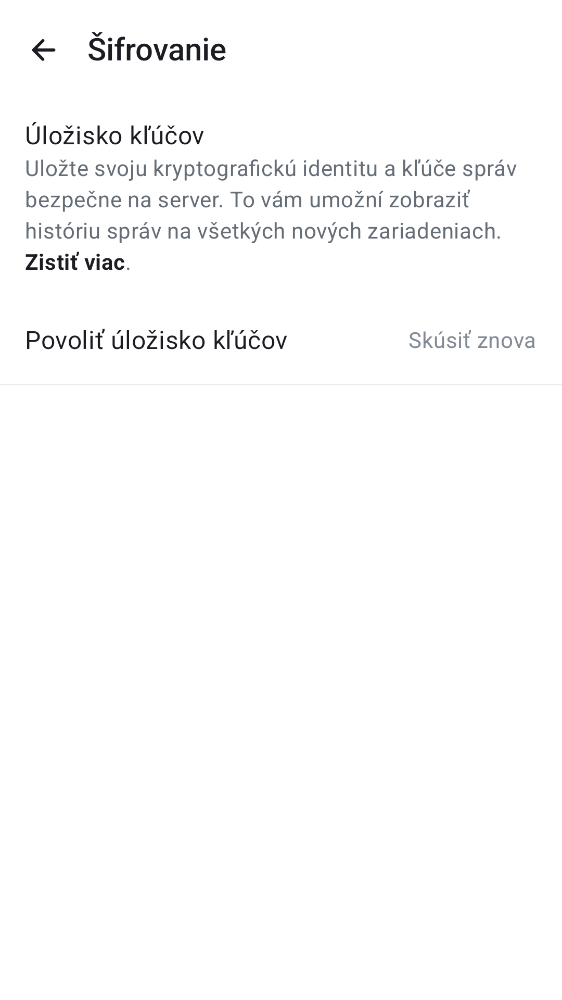 Šifrovanie
Úložisko kľúčov
Uložte svoju kryptografickú identitu a kľúče správ
bezpečne na server. To vám umožní zobraziť
históriu správ na všetkých nových zariadeniach.
Zistiť viac.
Povoliť úložisko kľúčov Skúsiť znova